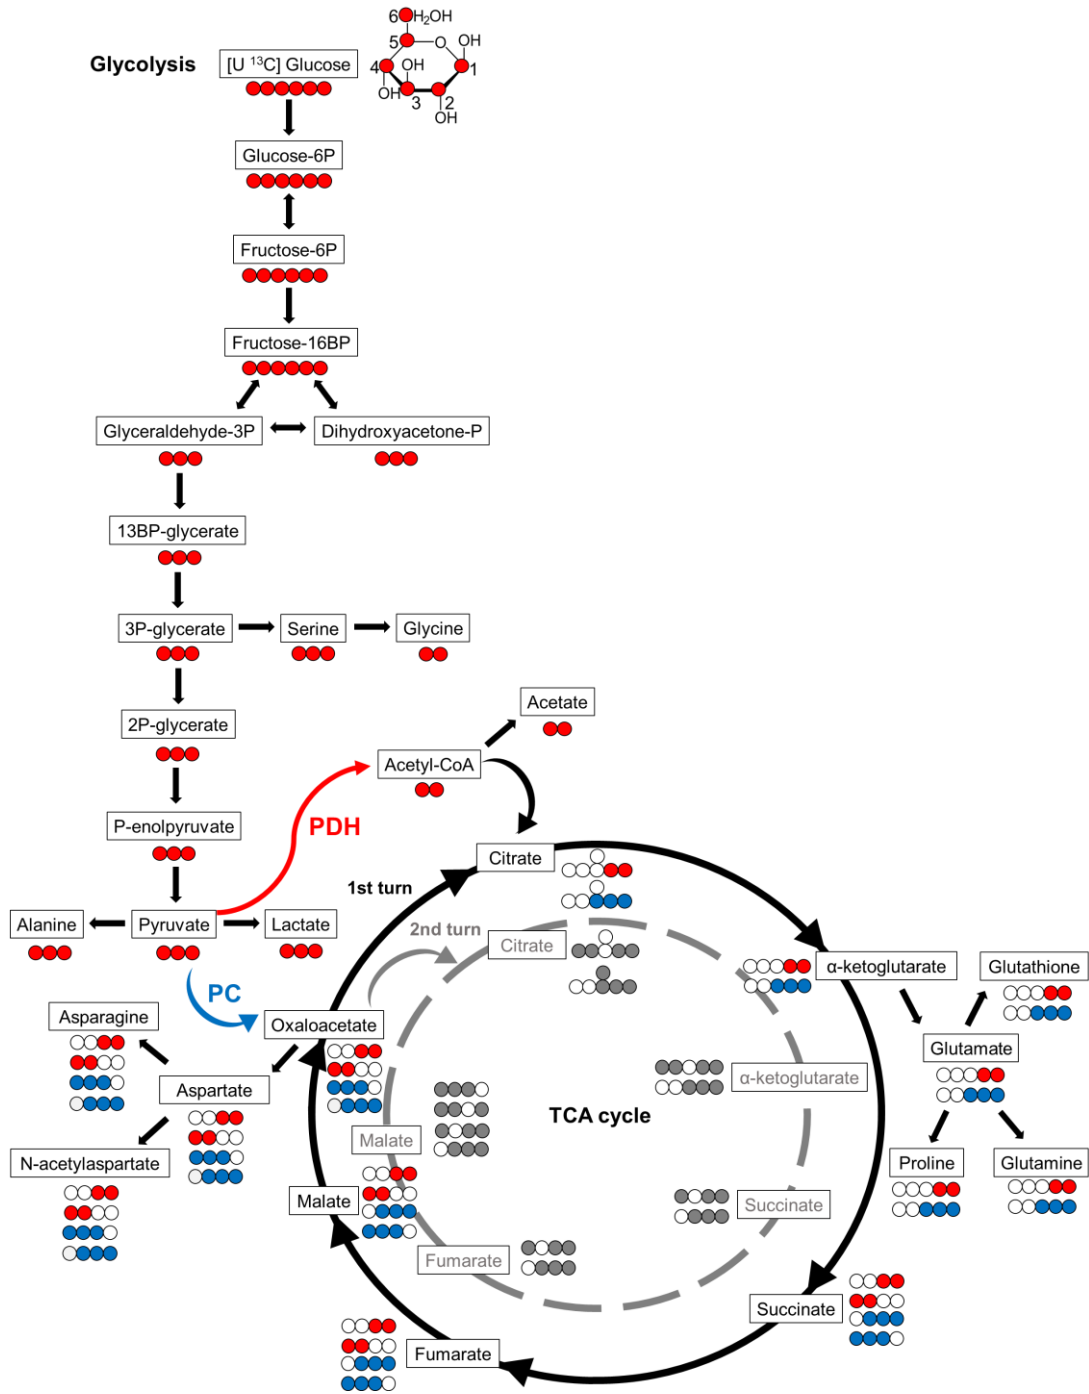 6
H₂OH
5
O
OH
Glycolysis
[U ¹³C] Glucose
4
OH
1
OH
3
2
OH
Glucose-6P
Fructose-6P
Fructose-16BP
Glyceraldehyde-3P
Dihydroxyacetone-P
13BP-glycerate
3P-glycerate
Serine
Glycine
Acetate
2P-glycerate
Acetyl-CoA
P-enolpyruvate
PDH
Citrate
1st turn
Alanine
Pyruvate
Lactate
2nd turn
Citrate
α-ketoglutarate
Glutathione
PC
Asparagine
Oxaloacetate
Glutamate
Aspartate
α-ketoglutarate
TCA cycle
Malate
N-acetylaspartate
Proline
Glutamine
Malate
Succinate
Fumarate
Succinate
Fumarate